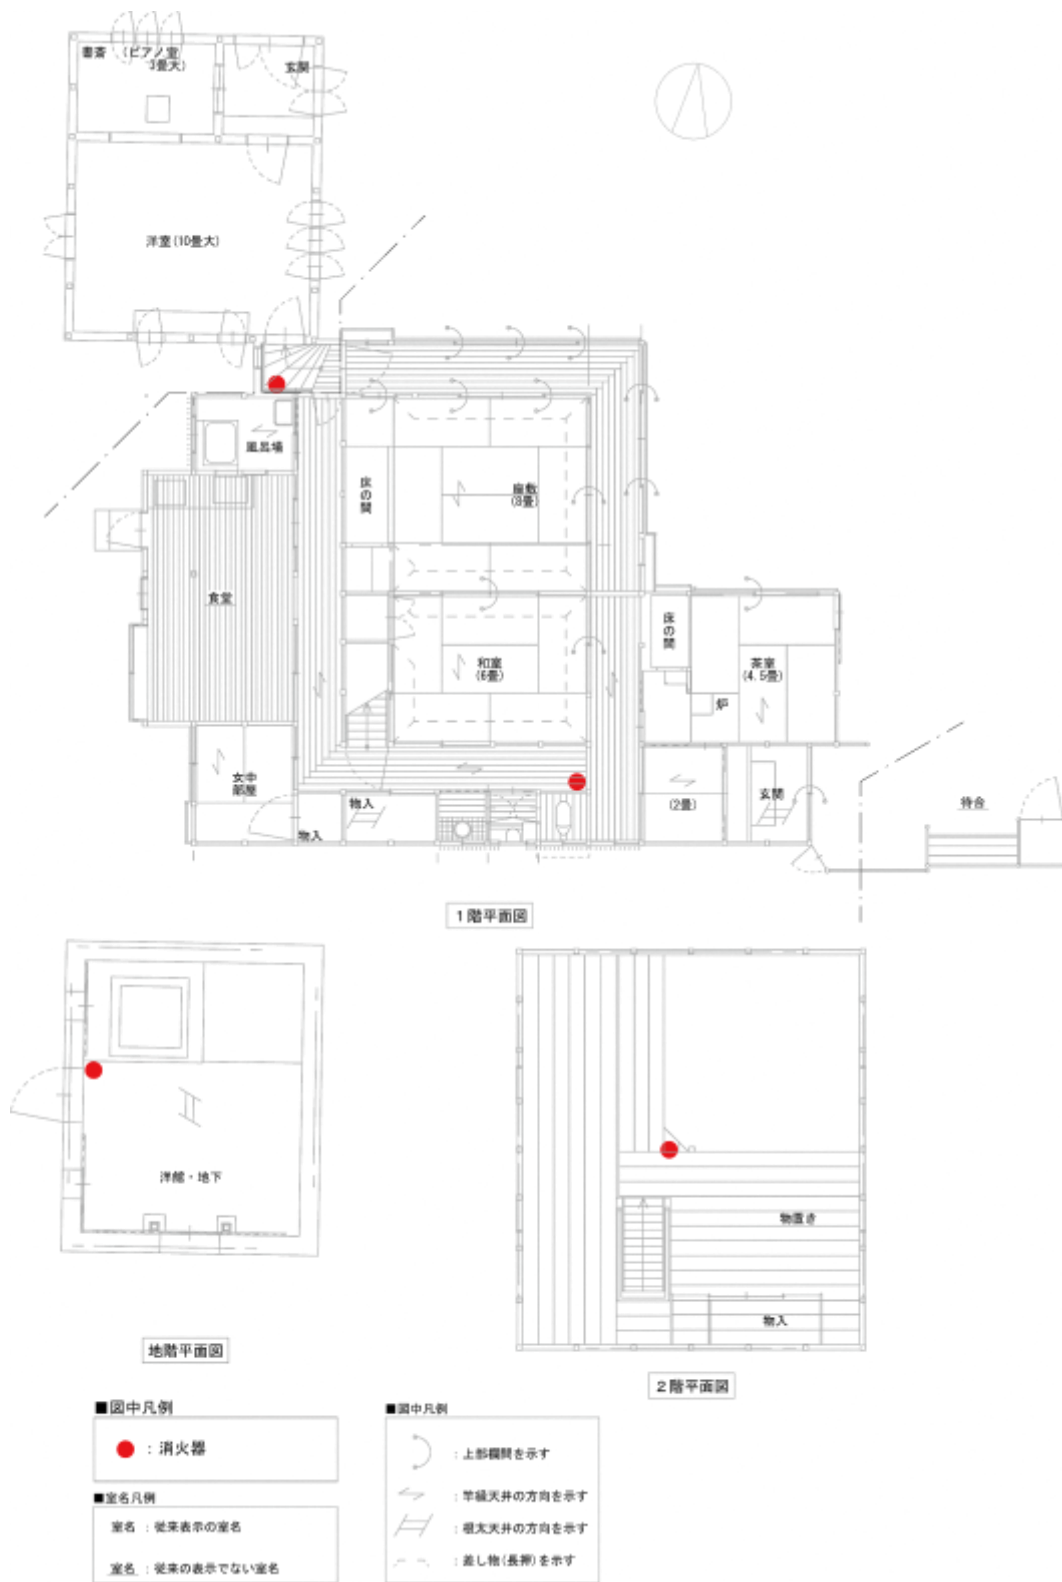 書斎 (ピアノ室
3畳大)
玄関
洋室(10畳大)
風呂場
床の間
座敷
(8畳)
食堂
和室
(6畳)
床の間
茶室
(4.5畳)
炉
女中
部屋
物入
物入
(2畳)
玄関
待合
1階平面図
洋館・地下
地階平面図
物置き
物入
2階平面図
■図中凡例
：消火器
■室名凡例
室名 ：従来表示の室名
室名 ：従来の表示でない室名
■図中凡例
：上部欄間を示す
：竿縁天井の方向を示す
：根太天井の方向を示す
：差し物(長押)を示す